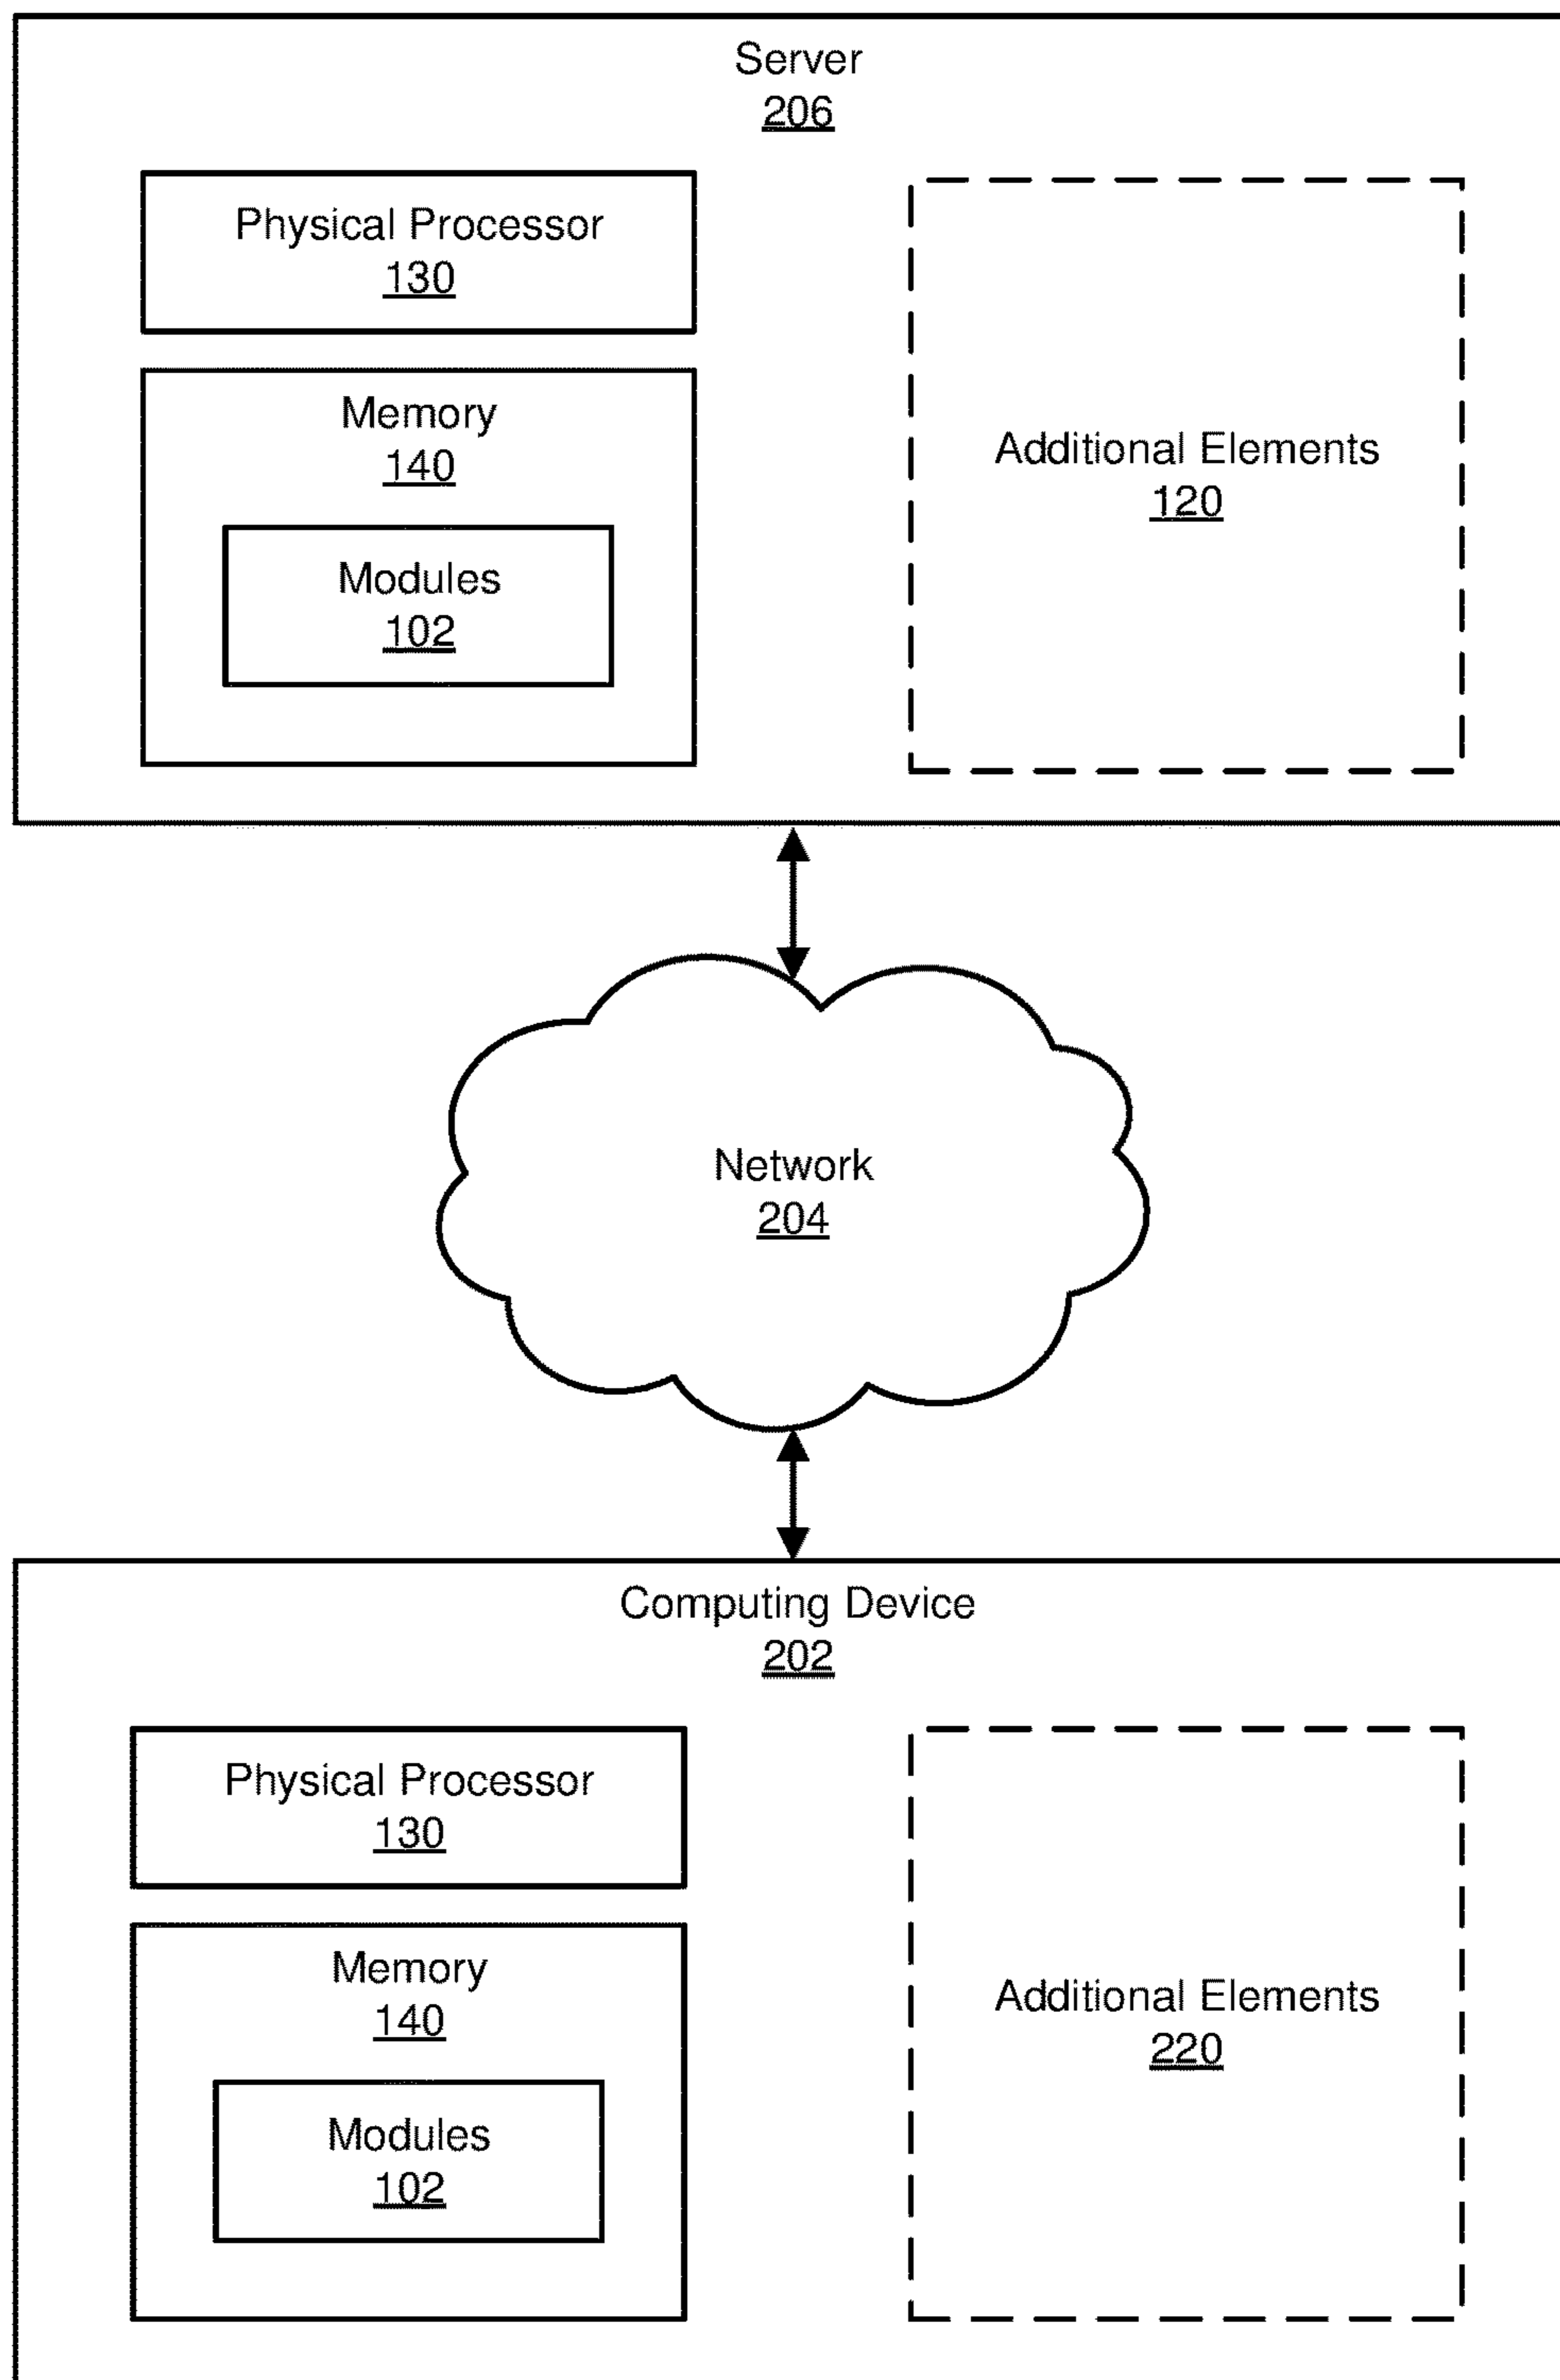 Server
206
Physical Processor
130
Memory
140
Modules
102
Additional Elements
120
Network
204
Computing Device
202
Physical Processor
130
Memory
140
Modules
102
Additional Elements
220